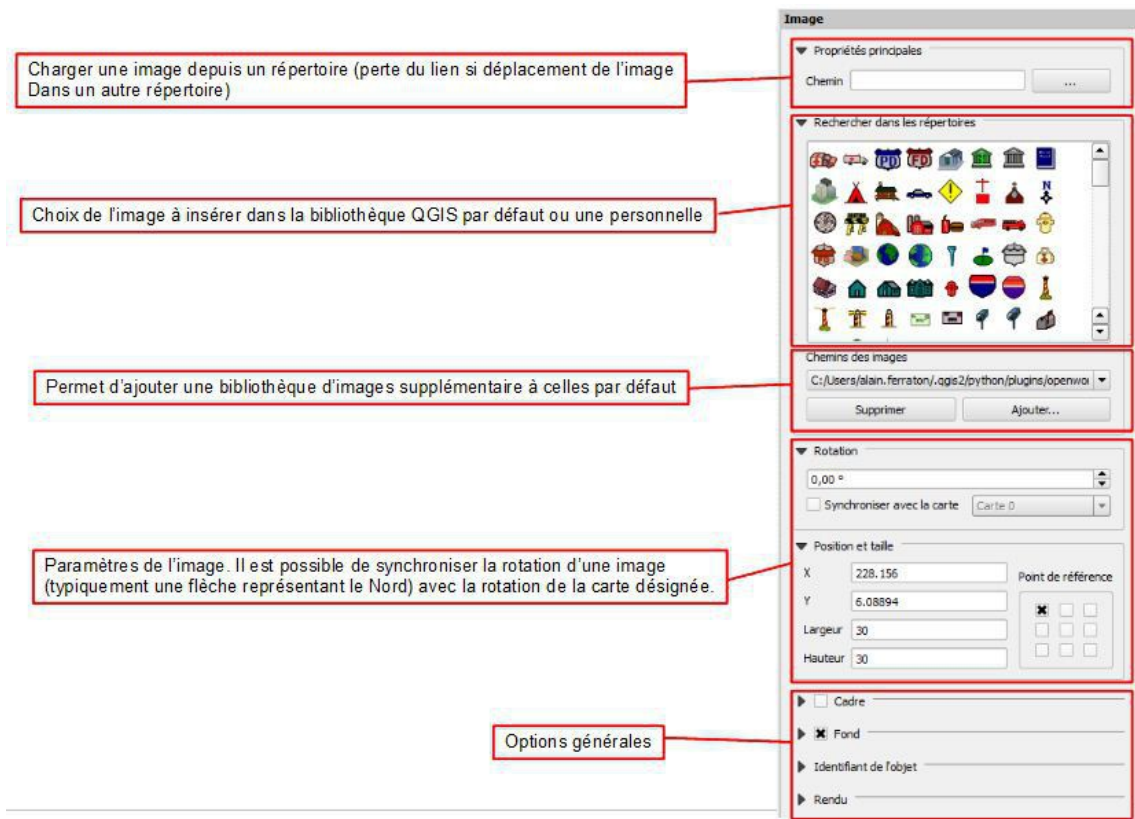 Image
Propriétés principales
Charger une image depuis un répertoire (perte du lien si déplacement de l'image
Dans un autre répertoire)
Chemin
...
Rechercher dans les répertoires
PD FD
N
Choix de l'image à insérer dans la bibliothèque QGIS par défaut ou une personnelle
Chemins des images
Permet d'ajouter une bibliothèque d'images supplémentaire à celles par défaut
C:/Users/alain.ferraton/.qgis2/python/plugins/openwoi
Supprimer Ajouter...
Rotation
0,00 °
Synchroniser avec la carte Carte 0
Paramètres de l'image. Il est possible de synchroniser la rotation d'une image
(typiquement une flèche représentant le Nord) avec la rotation de la carte désignée.
Position et taille
X 228.156 Point de référence
Y 6.08894
Largeur 30
Hauteur 30
Options générales
Cadre
Fond
Identifiant de l'objet
Rendu